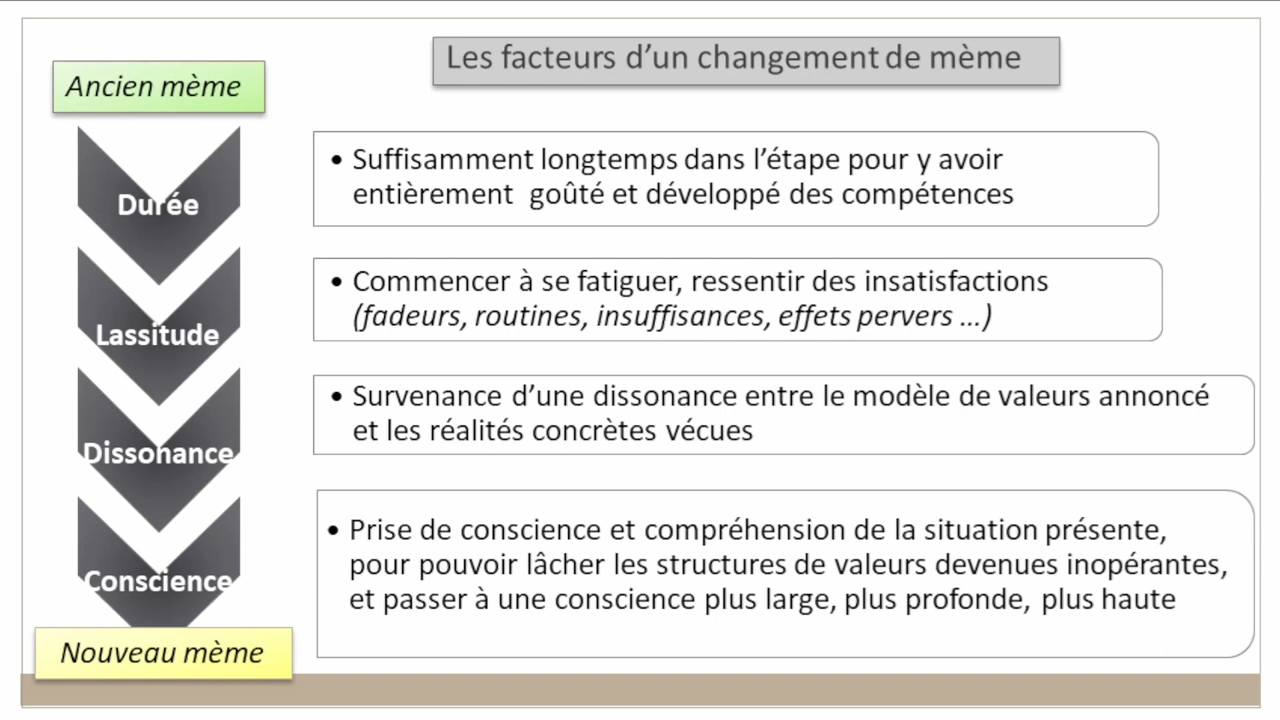 Les facteurs d’un changement de mème
Ancien mème
Durée
• Suffisamment longtemps dans l’étape pour y avoir
entièrement goûté et développé des compétences
Lassitude
• Commencer à se fatiguer, ressentir des insatisfactions
(fadeurs, routines, insuffisances, effets pervers …)
Dissonance
• Survenance d’une dissonance entre le modèle de valeurs annoncé
et les réalités concrètes vécues
Conscience
• Prise de conscience et compréhension de la situation présente,
pour pouvoir lâcher les structures de valeurs devenues inopérantes,
et passer à une conscience plus large, plus profonde, plus haute
Nouveau mème